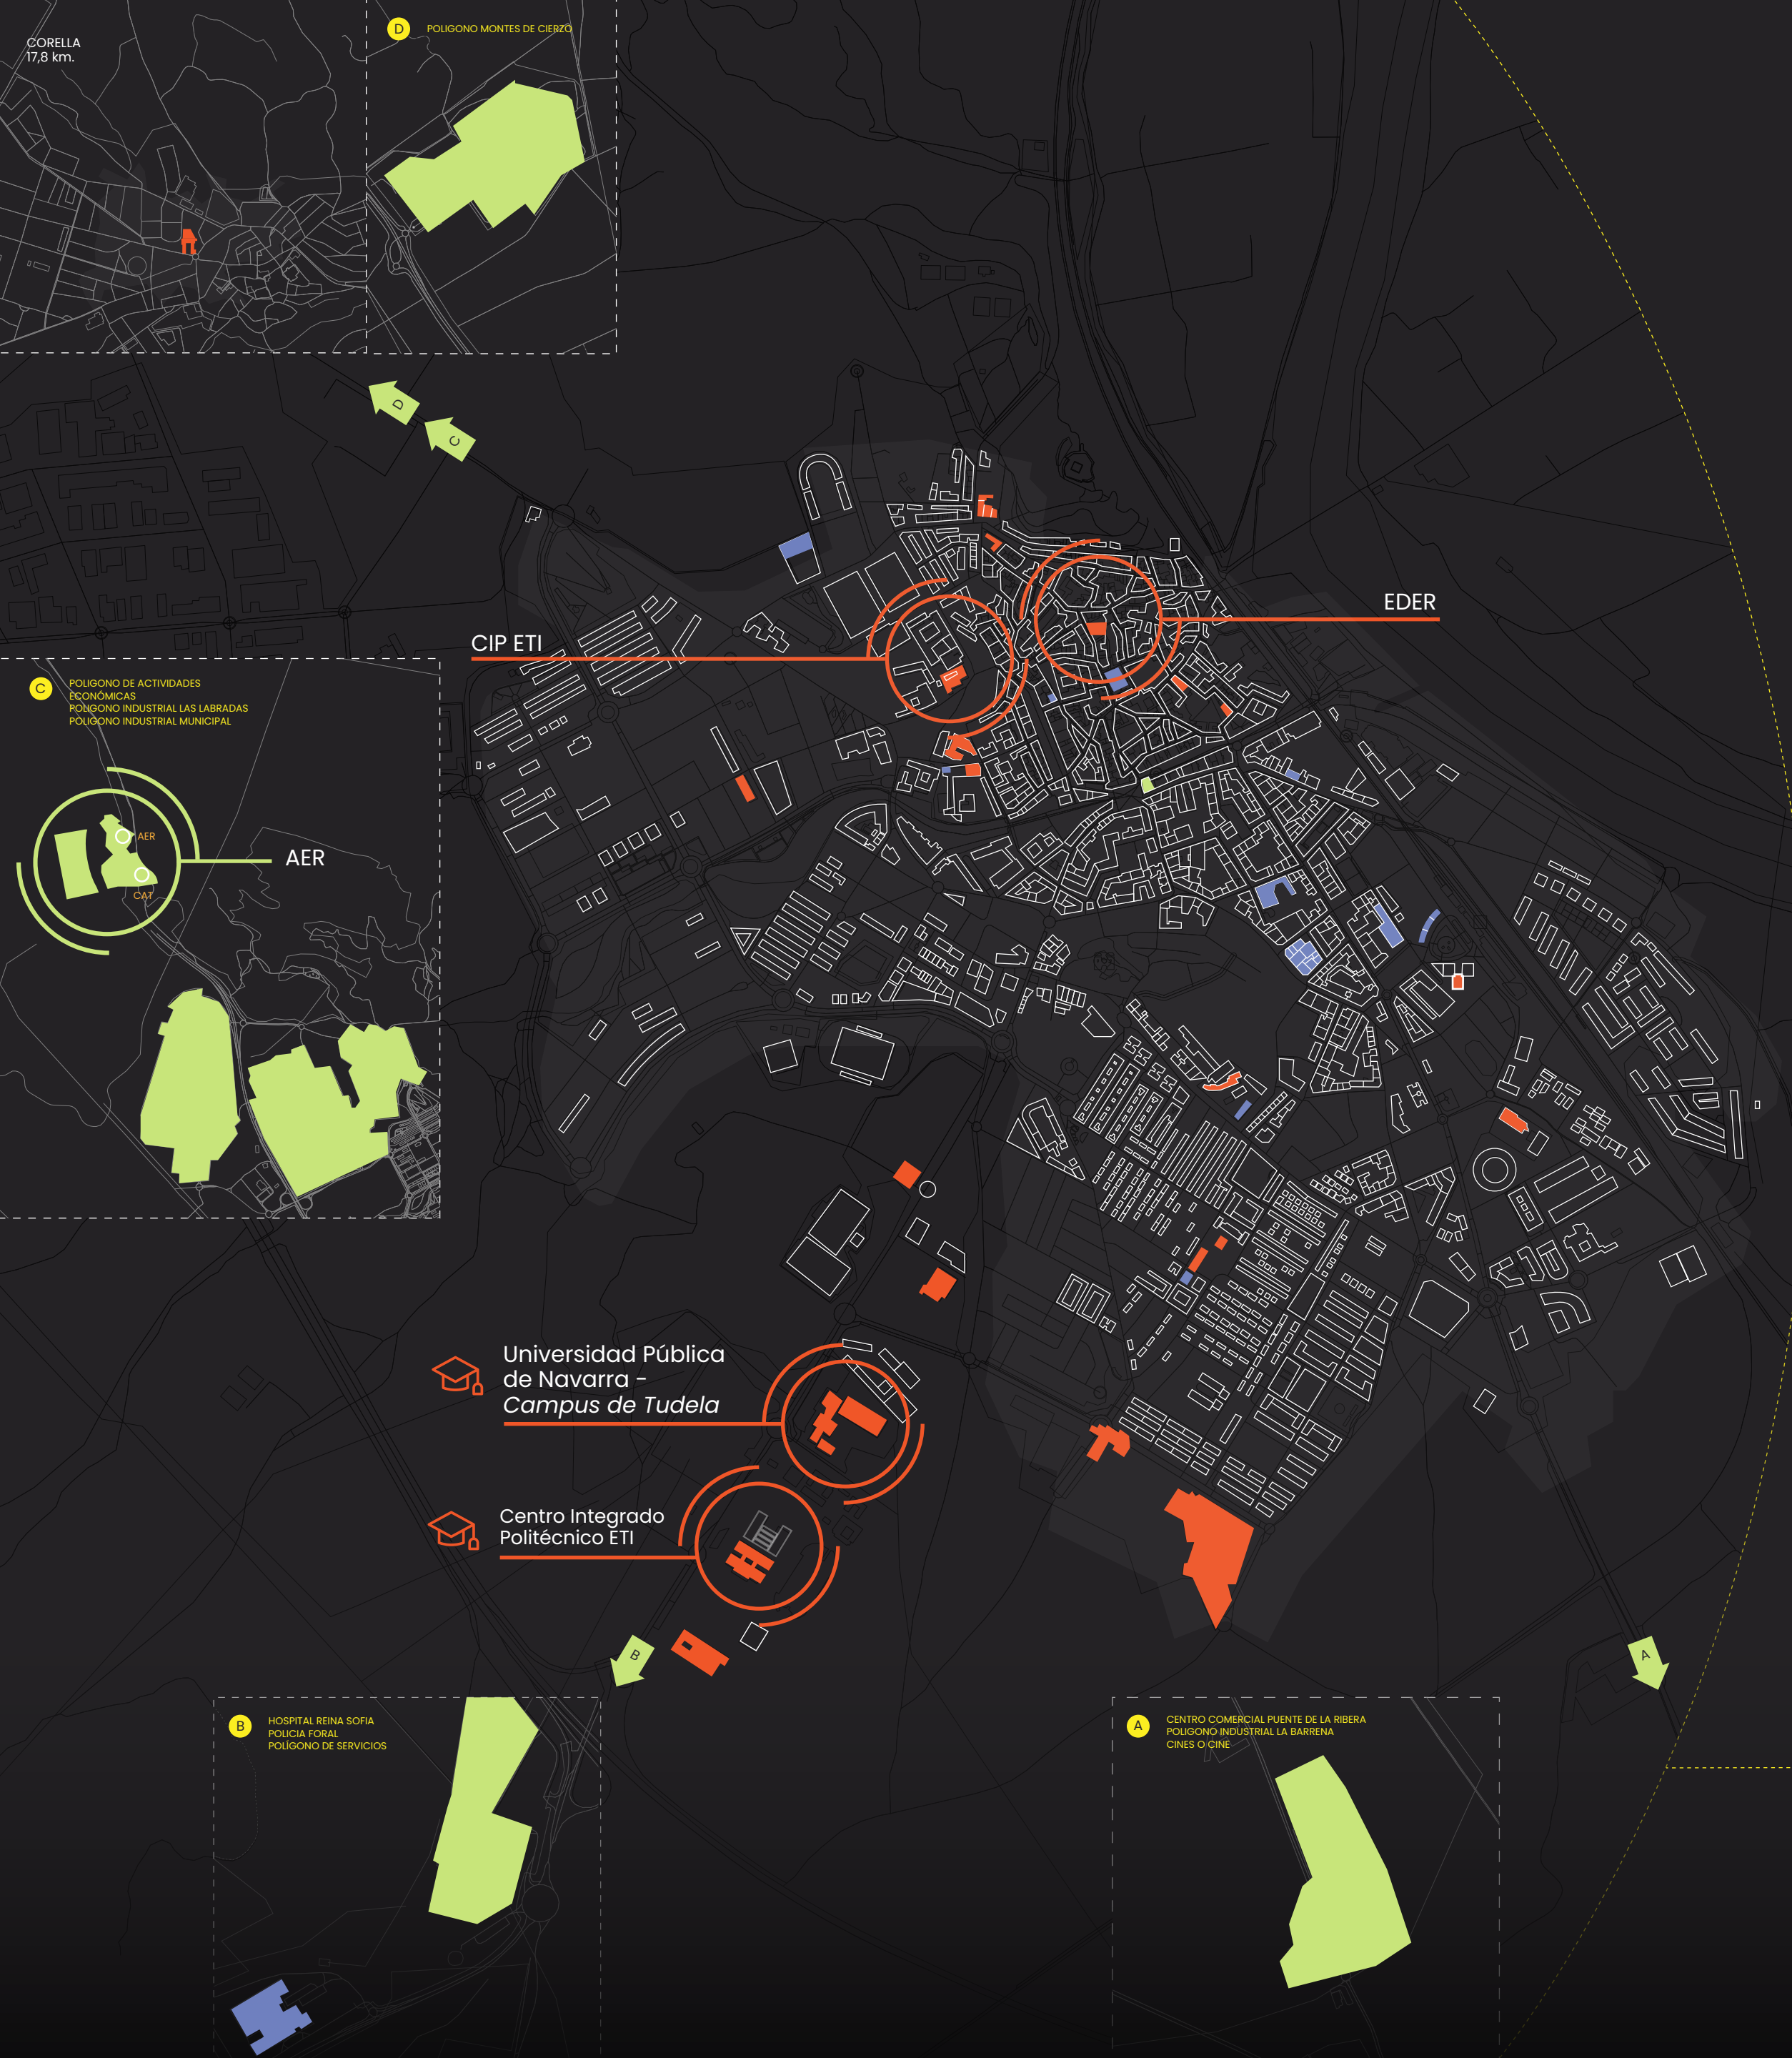 CORELLA
17,8 km.
D
POLIGONO MONTES DE CIERZO
D
C
EDER
CIP ETI
C
POLIGONO DE ACTIVIDADES
ECONÓMICAS
POLIGONO INDUSTRIAL LAS LABRADAS
POLIGONO INDUSTRIAL MUNICIPAL
AER
AER
CAT
Universidad Pública
de Navarra -
Campus de Tudela
Centro Integrado
Politécnico ETI
B
A
B
HOSPITAL REINA SOFIA
POLICIA FORAL
POLÍGONO DE SERVICIOS
A
CENTRO COMERCIAL PUENTE DE LA RIBERA
POLIGONO INDUSTRIAL LA BARRENA
CINES O CINE